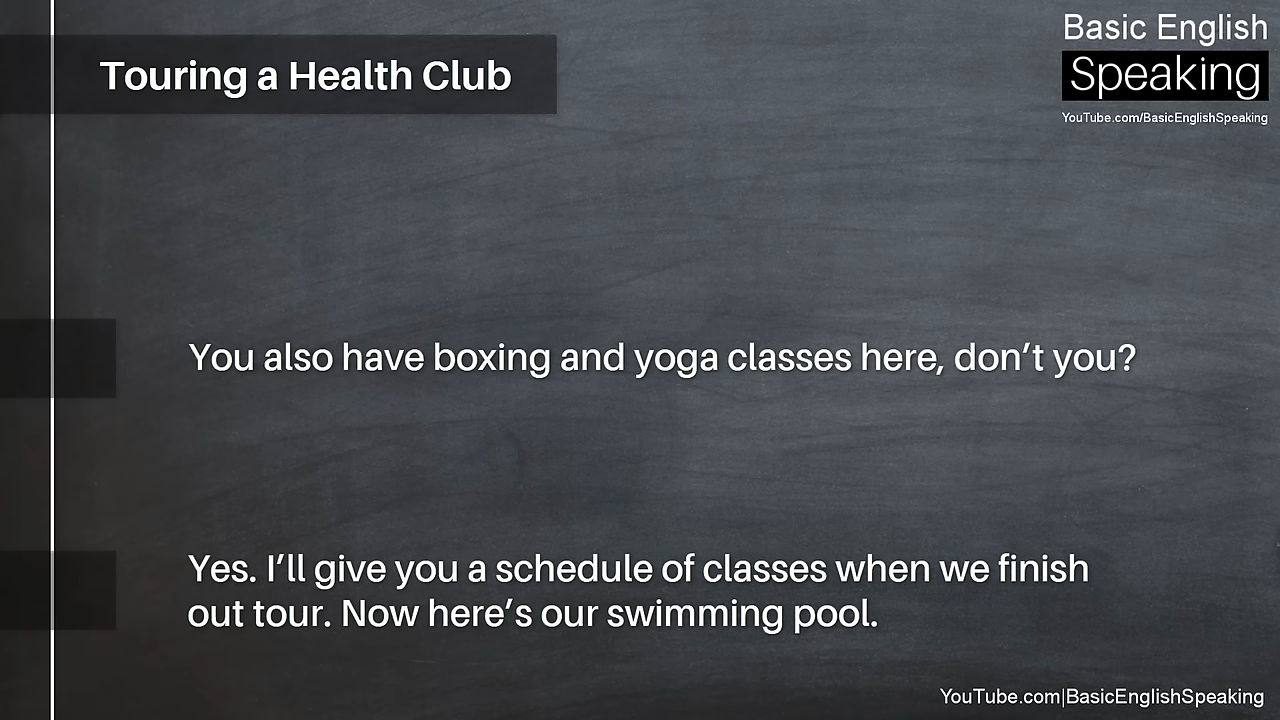 Basic English
Speaking
YouTube.com/BasicEnglishSpeaking
Touring a Health Club
You also have boxing and yoga classes here, don’t you?
Yes. I’ll give you a schedule of classes when we finish
out tour. Now here’s our swimming pool.
YouTube.com|BasicEnglishSpeaking